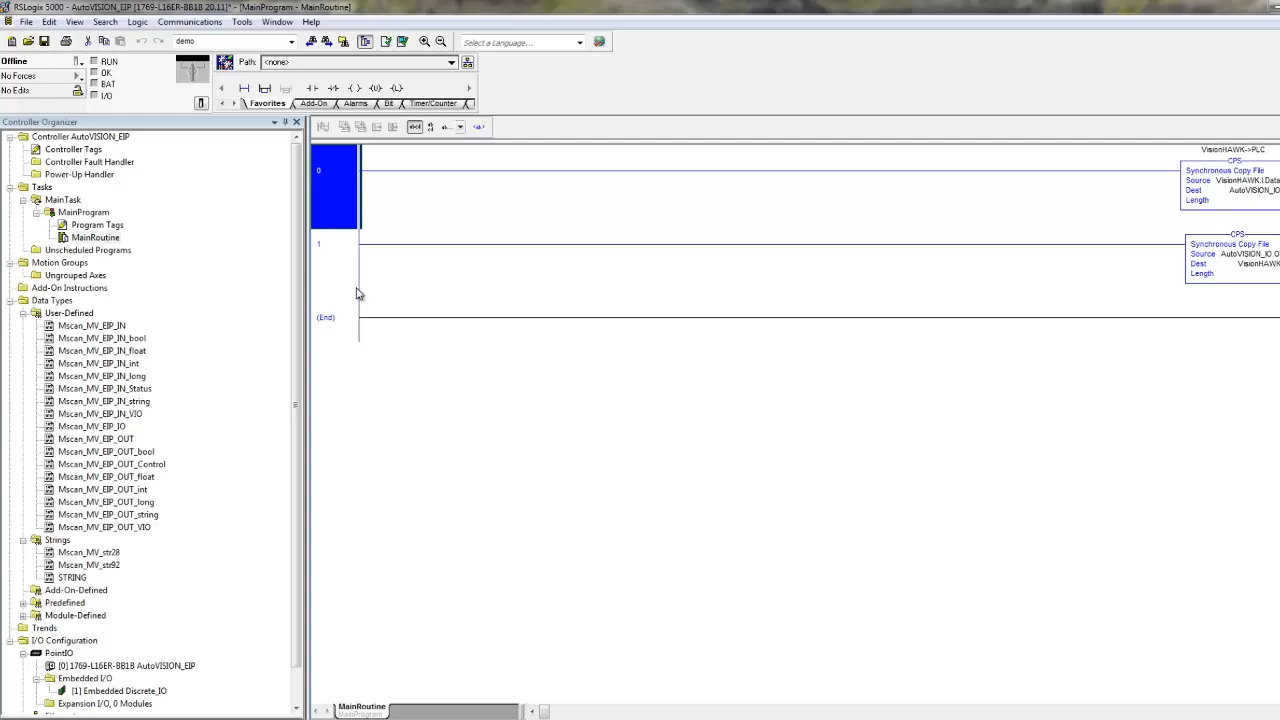 RSLogix 5000 - AutoVISION_EIP [1769-L16ER-BB1B 20.11]* - [MainProgram - MainRoutine]
File Edit View Search Logic Communications Tools Window Help
demo
Select a Language...
Offline
No Forces
No Edits
RUN
OK
BAT
I/O
Path: <none>
Favorites Add-On Alarms Bit Timer/Counter
Controller Organizer
Controller AutoVISION_EIP
Controller Tags
Controller Fault Handler
Power-Up Handler
Tasks
MainTask
MainProgram
Program Tags
MainRoutine
Unscheduled Programs
Motion Groups
Ungrouped Axes
Add-On Instructions
Data Types
User-Defined
Mscan_MV_EIP_IN
Mscan_MV_EIP_IN_bool
Mscan_MV_EIP_IN_float
Mscan_MV_EIP_IN_int
Mscan_MV_EIP_IN_long
Mscan_MV_EIP_IN_Status
Mscan_MV_EIP_IN_string
Mscan_MV_EIP_IN_VIO
Mscan_MV_EIP_IO
Mscan_MV_EIP_OUT
Mscan_MV_EIP_OUT_bool
Mscan_MV_EIP_OUT_Control
Mscan_MV_EIP_OUT_float
Mscan_MV_EIP_OUT_int
Mscan_MV_EIP_OUT_long
Mscan_MV_EIP_OUT_string
Mscan_MV_EIP_OUT_VIO
Strings
Mscan_MV_str28
Mscan_MV_str92
STRING
Add-On-Defined
Predefined
Module-Defined
Trends
I/O Configuration
PointIO
[0] 1769-L16ER-BB1B AutoVISION_EIP
Embedded I/O
[1] Embedded Discrete_IO
Expansion I/O, 0 Modules
0
VisionHAWK->PLC
CPS
Synchronous Copy File
Source VisionHAWK:I.Data
Dest AutoVISION_IO
Length
1
CPS
Synchronous Copy File
Source AutoVISION_IO.O
Dest VisionHAWK
Length
(End)
MainRoutine
MainProgram